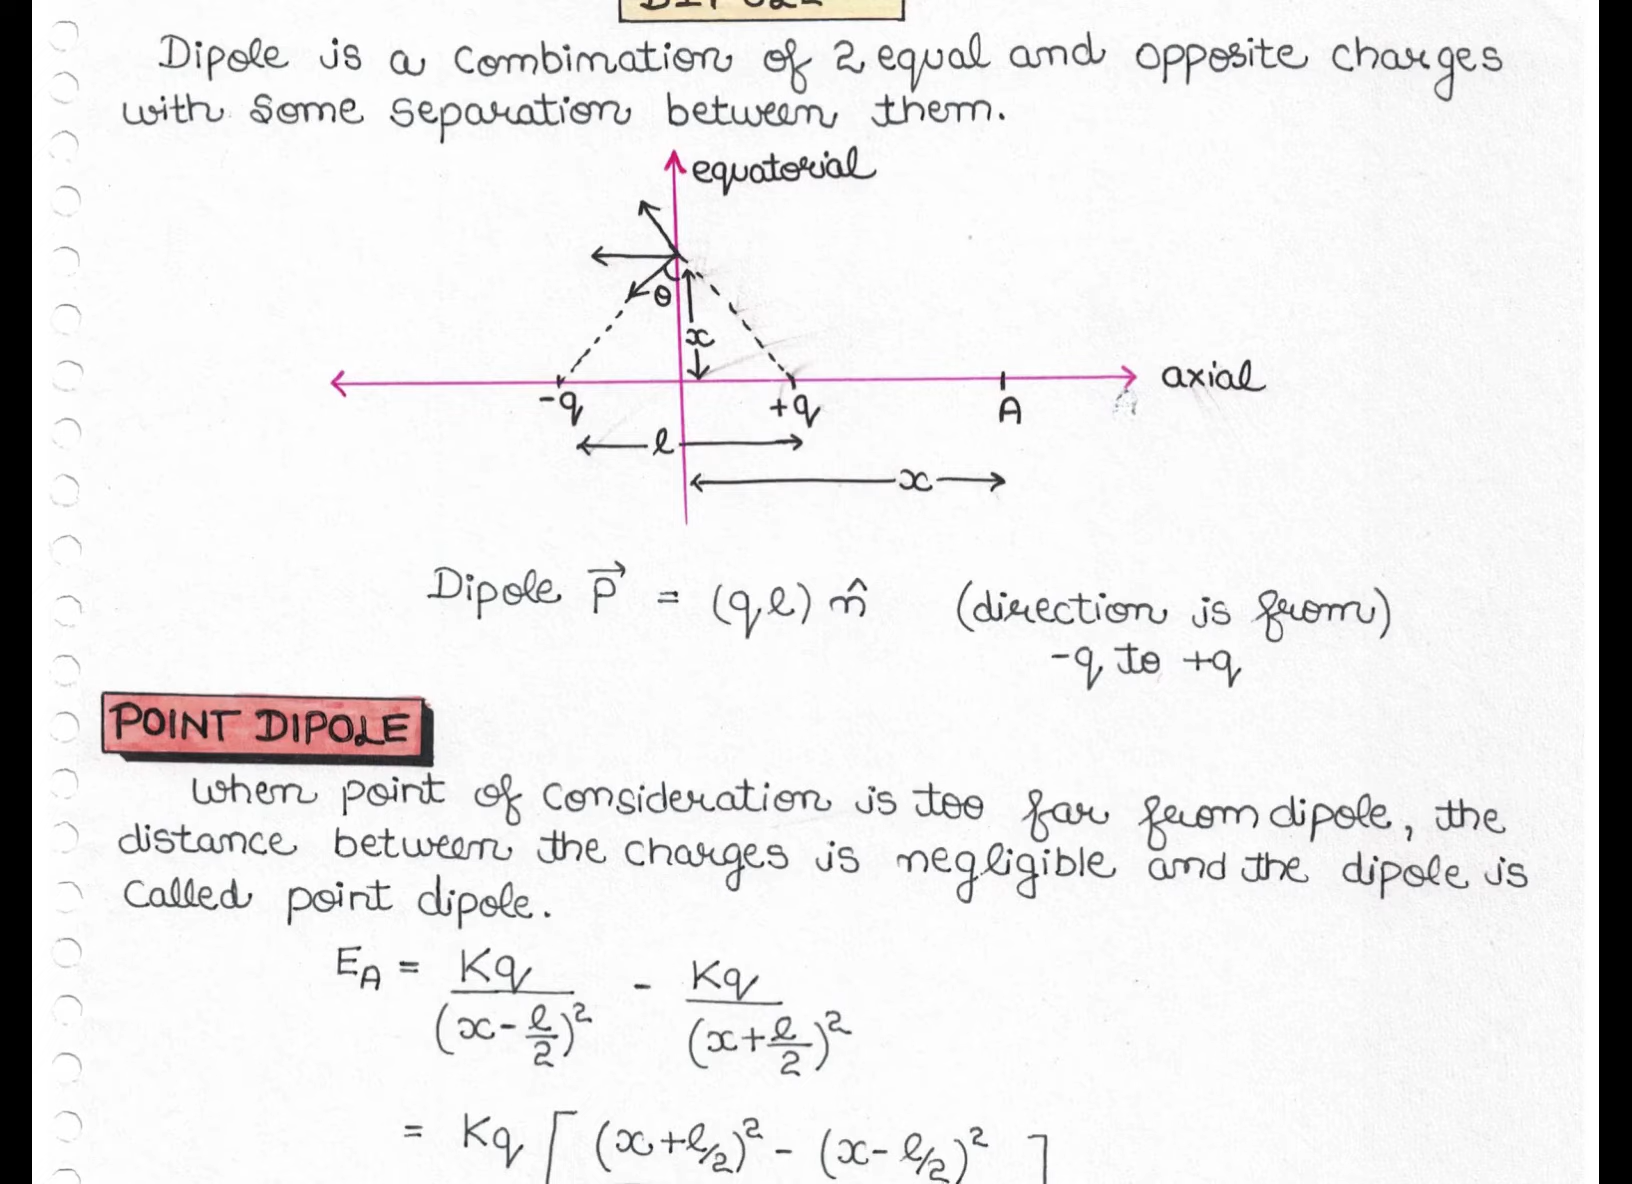 DIPOLE
Dipole is a combination of 2 equal and opposite charges
with some separation between them.
equatorial
θ
x
axial
-q
+q
A
l
x
Dipole P⃗ = (ql) n̂ (direction is from)
-q to +q
POINT DIPOLE
When point of consideration is too far from dipole, the
distance between the charges is negligible and the dipole is
called point dipole.
E_A = Kq/(x - l/2)² - Kq/(x + l/2)²
= Kq [ (x + l/2)² - (x - l/2)² ]